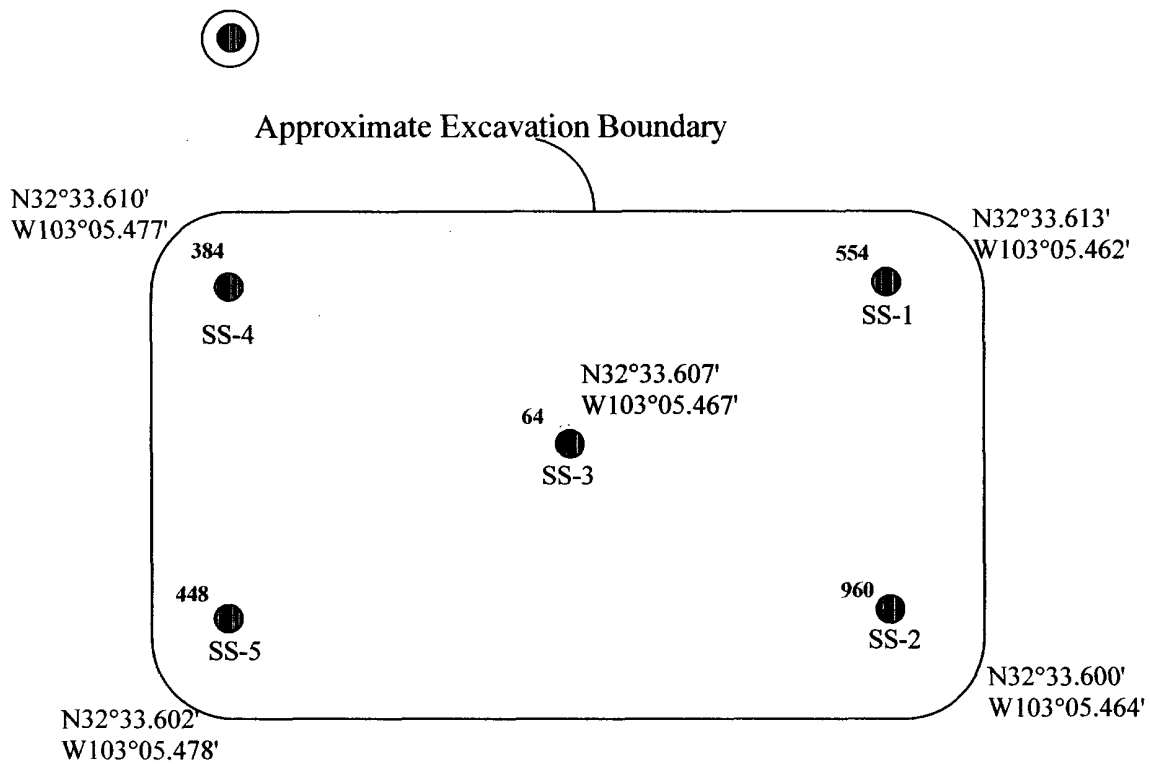 Approximate Excavation Boundary
N32°33.610'
W103°05.477'
N32°33.613'
W103°05.462'
384
SS-4
554
SS-1
N32°33.607'
W103°05.467'
64
SS-3
448
SS-5
960
SS-2
N32°33.600'
W103°05.464'
N32°33.602'
W103°05.478'